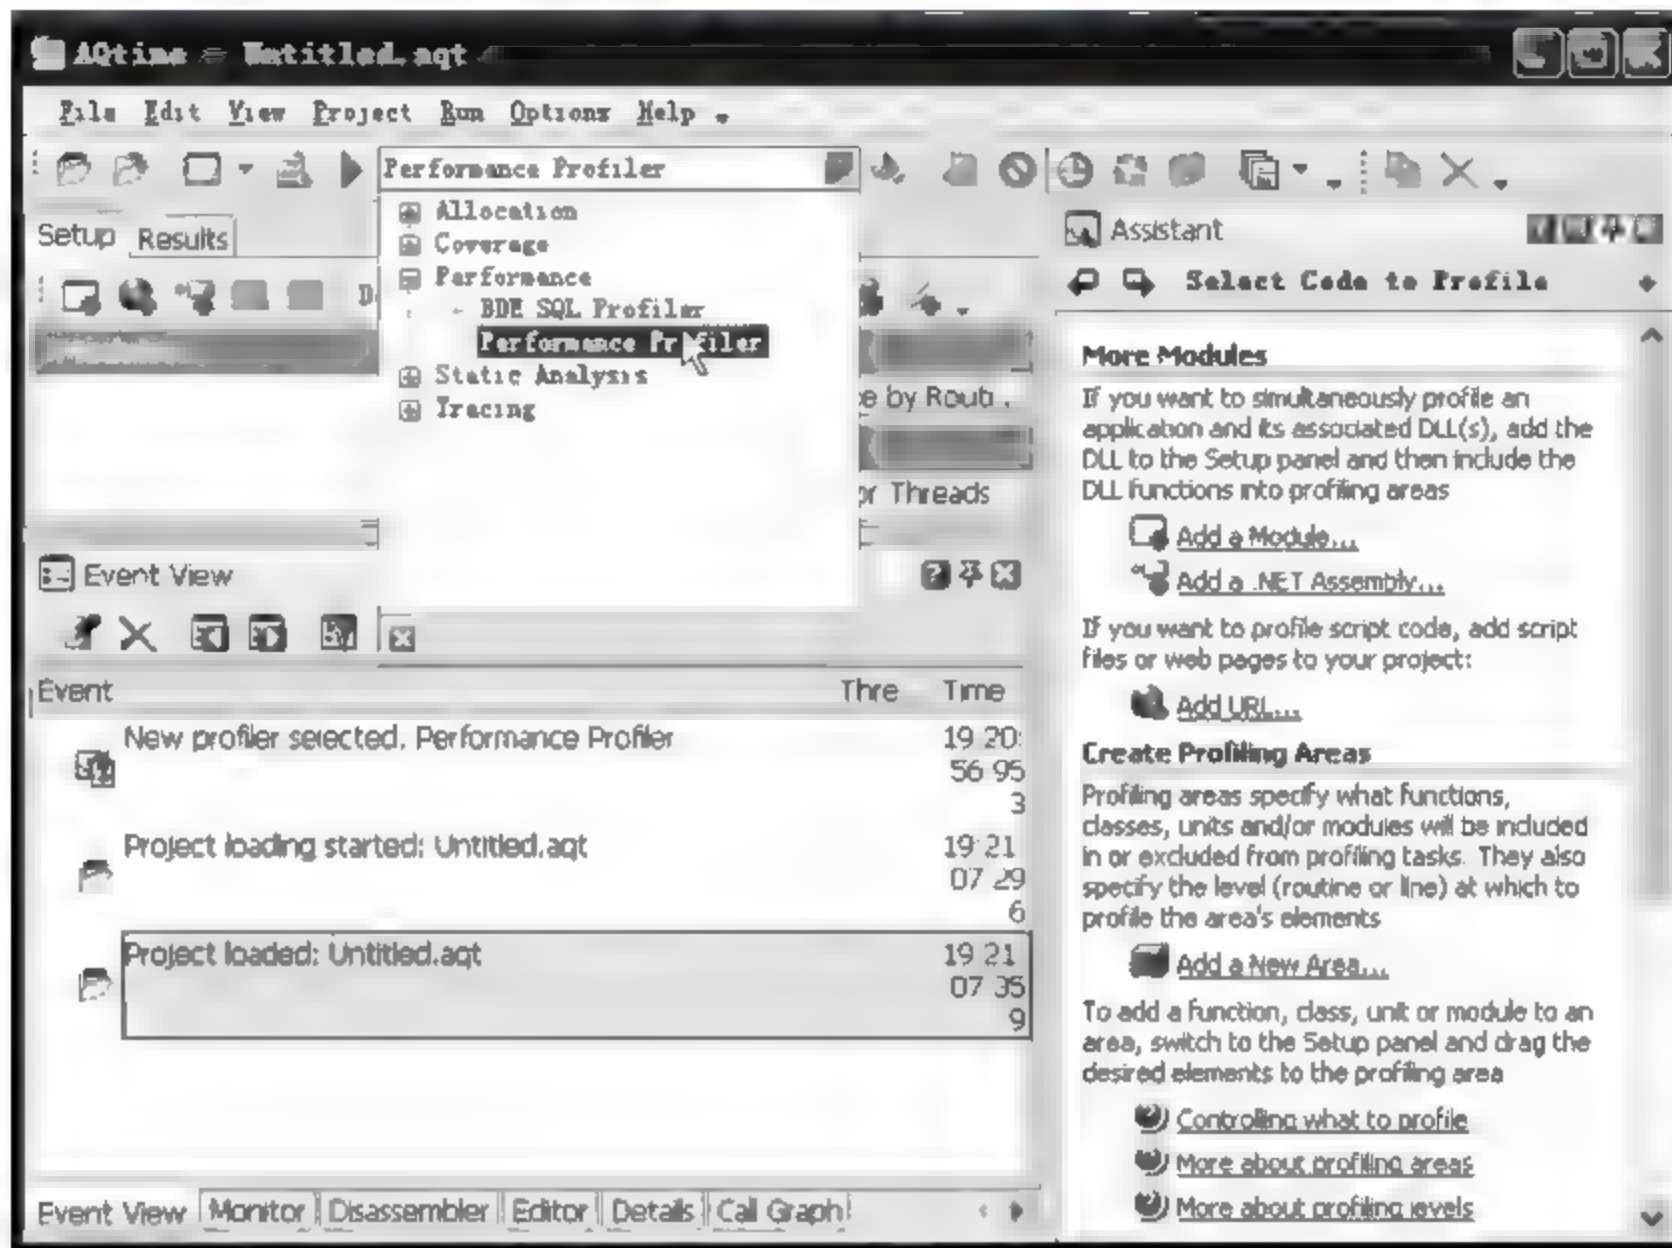 AQtime - Untitled.aqt
File Edit View Project Run Options Help
Performance Profiler
Allocation
Coverage
Performance
BDE SQL Profiler
Performance Profiler
Static Analysis
Tracing
Setup Results
e by Routi
or Threads
Event View
Event Thre Time
New profiler selected. Performance Profiler 19 20:
56 95
3
Project loading started: Untitled.aqt 19 21
07 29
6
Project loaded: Untitled.aqt 19 21
07 35
9
Event View Monitor Disassembler Editor Details Call Graph
Assistant
Select Code to Profile
More Modules
If you want to simultaneously profile an
application and its associated DLL(s), add the
DLL to the Setup panel and then include the
DLL functions into profiling areas
Add a Module...
Add a .NET Assembly...
If you want to profile script code, add script
files or web pages to your project:
Add URL...
Create Profiling Areas
Profiling areas specify what functions,
classes, units and/or modules will be included
in or excluded from profiling tasks. They also
specify the level (routine or line) at which to
profile the area's elements
Add a New Area...
To add a function, class, unit or module to an
area, switch to the Setup panel and drag the
desired elements to the profiling area
Controlling what to profile
More about profiling areas
More about profiling levels